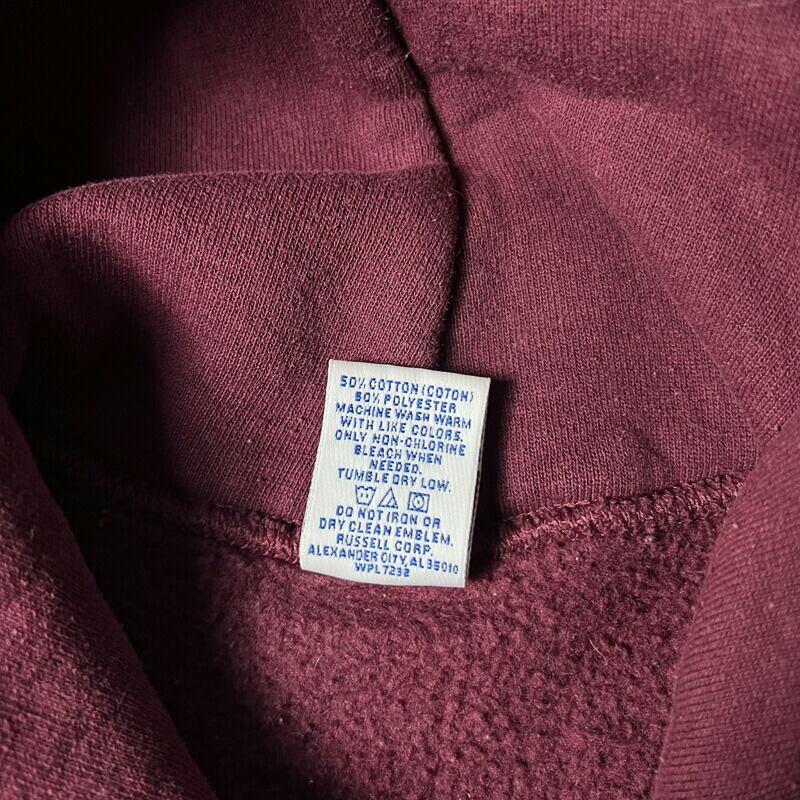 50% COTTON (COTON)
50% POLYESTER
MACHINE WASH WARM
WITH LIKE COLORS.
ONLY NON-CHLORINE
BLEACH WHEN
NEEDED.
TUMBLE DRY LOW.
DO NOT IRON OR
DRY CLEAN EMBLEM.
RUSSELL CORP.
ALEXANDER CITY, AL 35010
WPL 7232